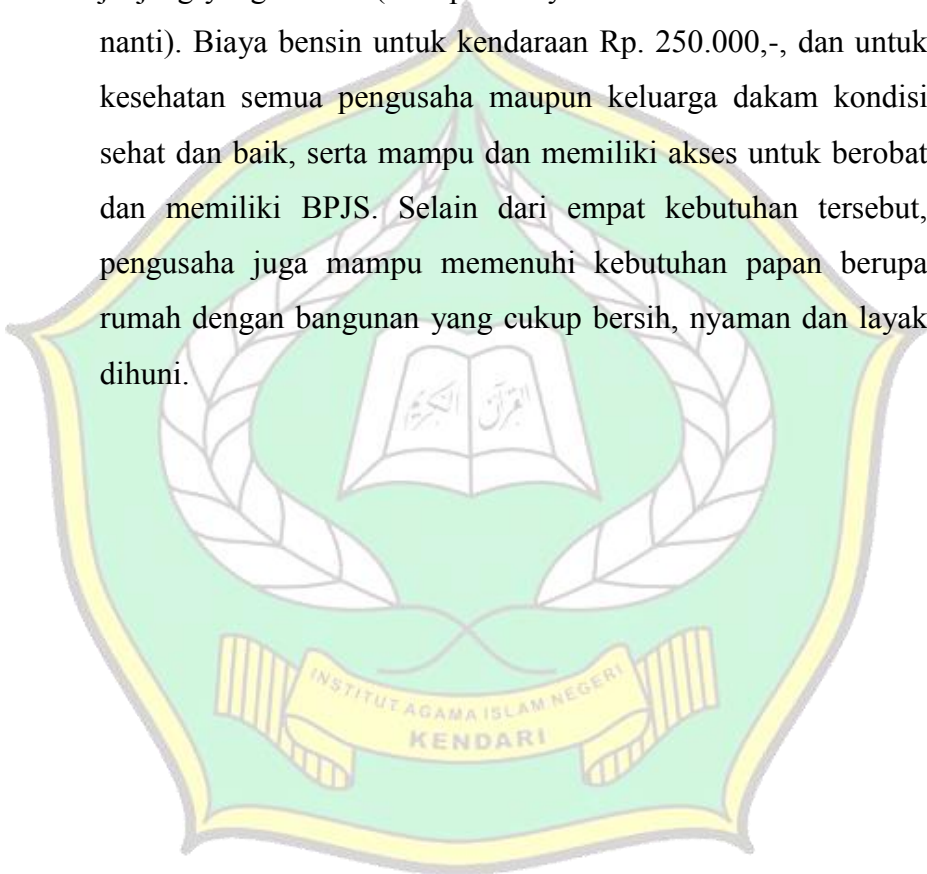 nanti). Biaya bensin untuk kendaraan Rp. 250.000,-, dan untuk
kesehatan semua pengusaha maupun keluarga dakam kondisi
sehat dan baik, serta mampu dan memiliki akses untuk berobat
dan memiliki BPJS. Selain dari empat kebutuhan tersebut,
pengusaha juga mampu memenuhi kebutuhan papan berupa
rumah dengan bangunan yang cukup bersih, nyaman dan layak
dihuni.
القرآن الكريم
INSTITUT AGAMA ISLAM NEGERI
KENDARI